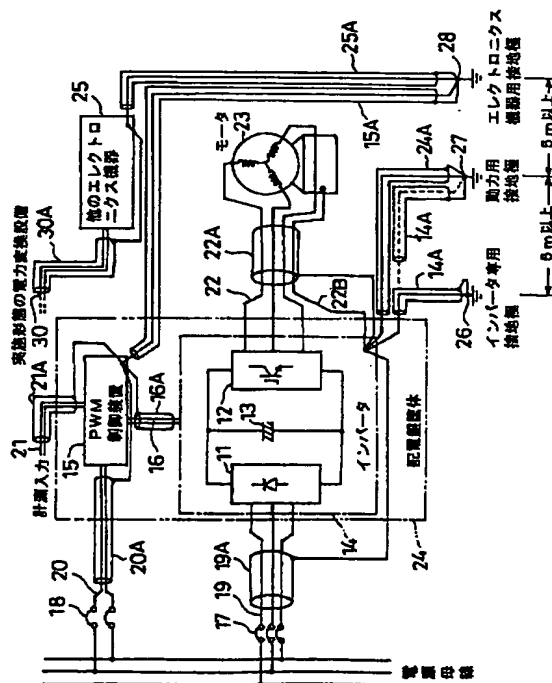 実施形態の電力変換設備
計測入力
21
21A
30
30A
25
他のエレクトロ
ニクス機器
15
PWM
制御装置
16A
16
18
20
20A
25A
15A
28
エレクトロニクス
機器用接地極
モータ
23
22A
22
22B
24A
27
動力用
接地極
14A
14A
26
インバータ専用
接地極
5m以上
5m以上
11
12
13
インバータ
14
配電盤筐体
24
19A
19
17
電源母線